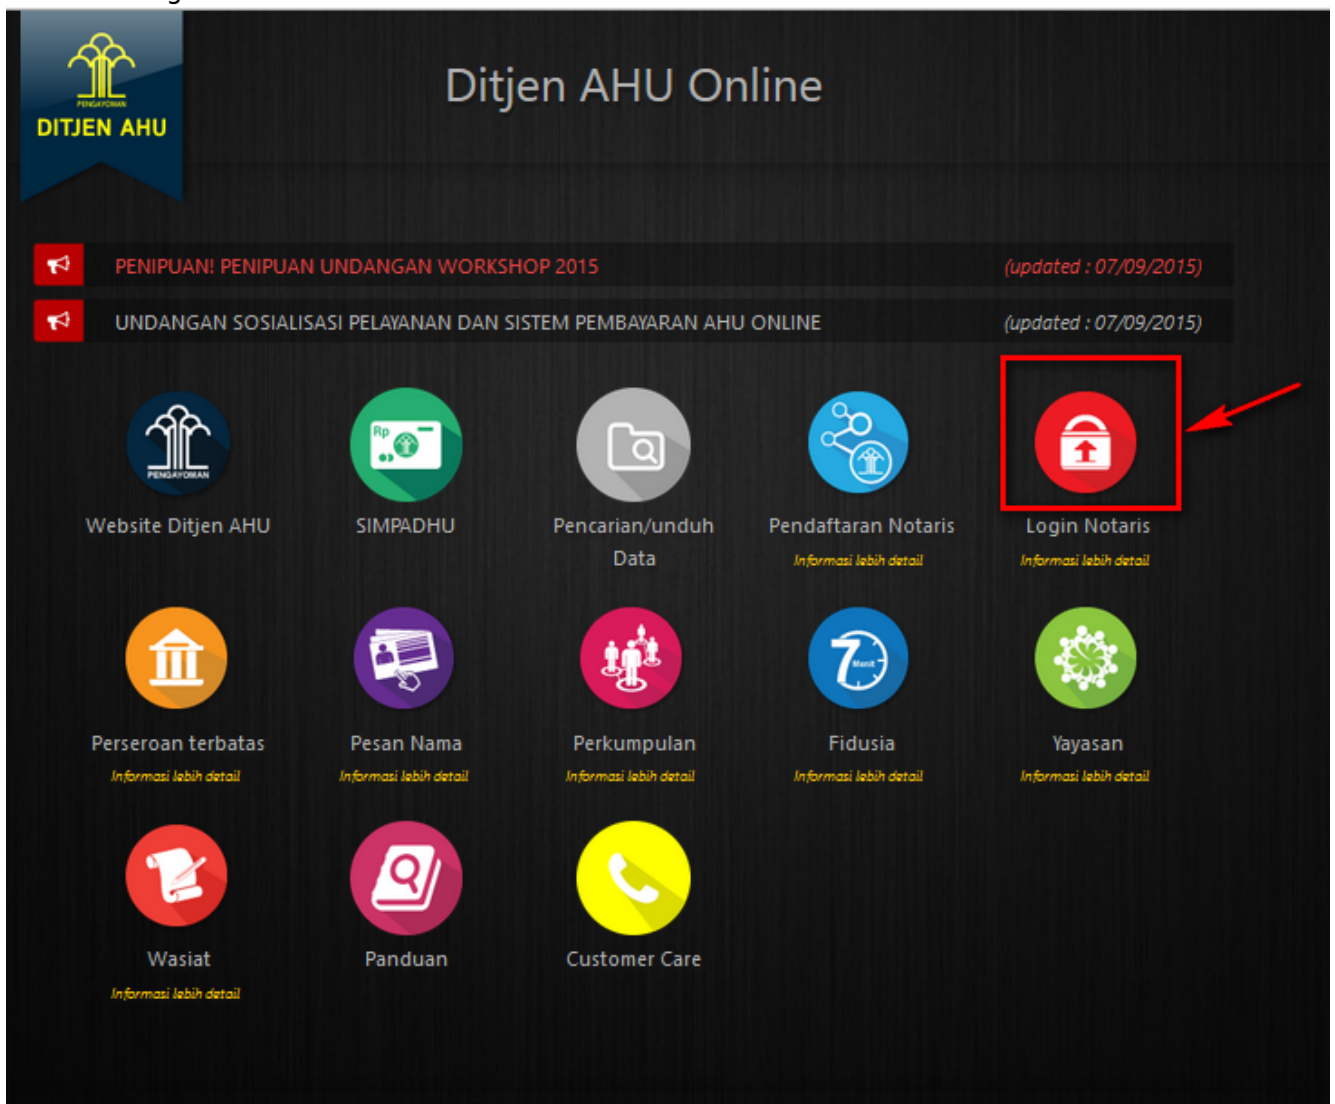 PENGAYOMAN
DITJEN AHU
Ditjen AHU Online
PENIPUAN! PENIPUAN UNDANGAN WORKSHOP 2015 (updated : 07/09/2015)
UNDANGAN SOSIALISASI PELAYANAN DAN SISTEM PEMBAYARAN AHU ONLINE (updated : 07/09/2015)
PENGAYOMAN
Rp
Website Ditjen AHU
SIMPADHU
Pencarian/unduh
Data
Pendaftaran Notaris
Informasi lebih detail
Login Notaris
Informasi lebih detail
7 Menit
Perseroan terbatas
Informasi lebih detail
Pesan Nama
Informasi lebih detail
Perkumpulan
Informasi lebih detail
Fidusia
Informasi lebih detail
Yayasan
Informasi lebih detail
Wasiat
Informasi lebih detail
Panduan
Customer Care